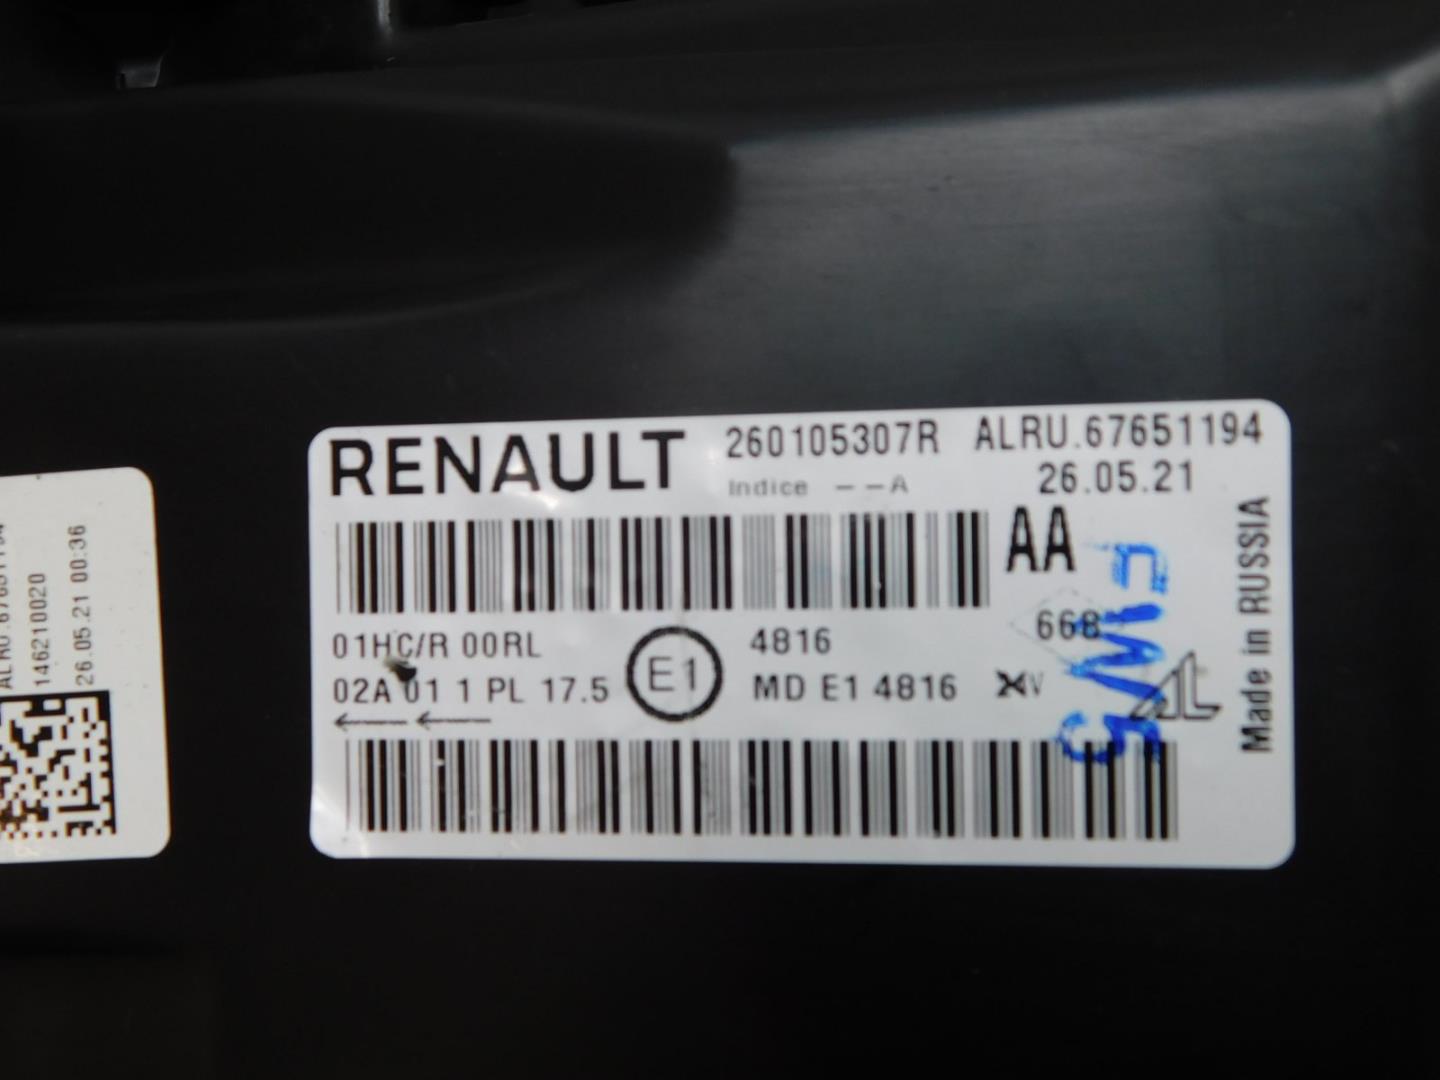 RENAULT 260105307R ALRU.67651194
Indice --A 26.05.21
AA
01HC/R 00RL E1 4816 668
02A 01 1 PL 17.5 MD E1 4816
AL
Made in RUSSIA
146210020
26.05.21 00:36